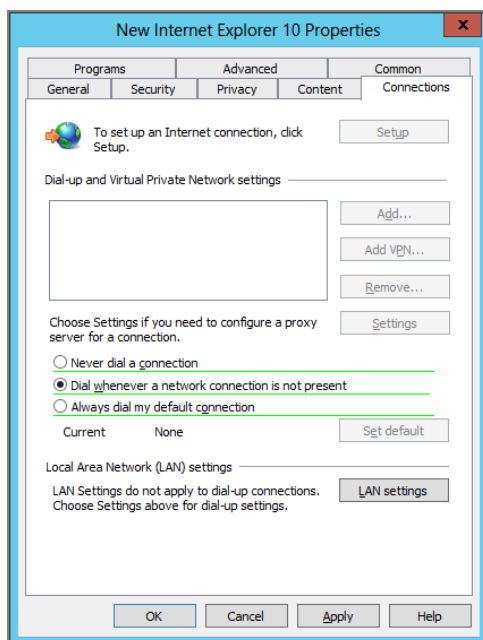 New Internet Explorer 10 Properties
x
Programs Advanced Common
General Security Privacy Content Connections
To set up an Internet connection, click
Setup.
Setup
Dial-up and Virtual Private Network settings
Add...
Add VPN...
Remove...
Choose Settings if you need to configure a proxy
server for a connection.
Settings
Never dial a connection
Dial whenever a network connection is not present
Always dial my default connection
Current None
Set default
Local Area Network (LAN) settings
LAN Settings do not apply to dial-up connections.
Choose Settings above for dial-up settings.
LAN settings
OK Cancel Apply Help